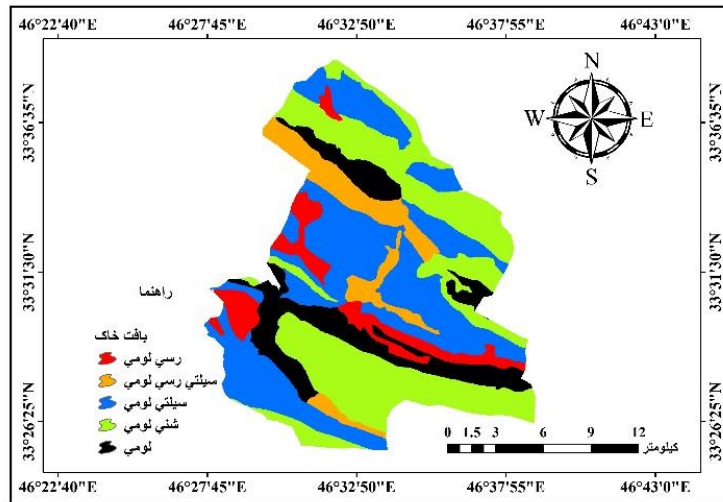 46°22'40"E 46°27'45"E 46°32'50"E 46°37'55"E 46°43'0"E
N
W E
S
33°36'35"N 33°36'35"N
33°31'30"N 33°31'30"N
33°26'25"N 33°26'25"N
راهنما
بافت خاک
رسي لومي
سيلتي رسي لومي
سيلتي لومي
شني لومي
لومي
0 1.5 3 6 9 12
کیلومتر
46°22'40"E 46°27'45"E 46°32'50"E 46°37'55"E 46°43'0"E